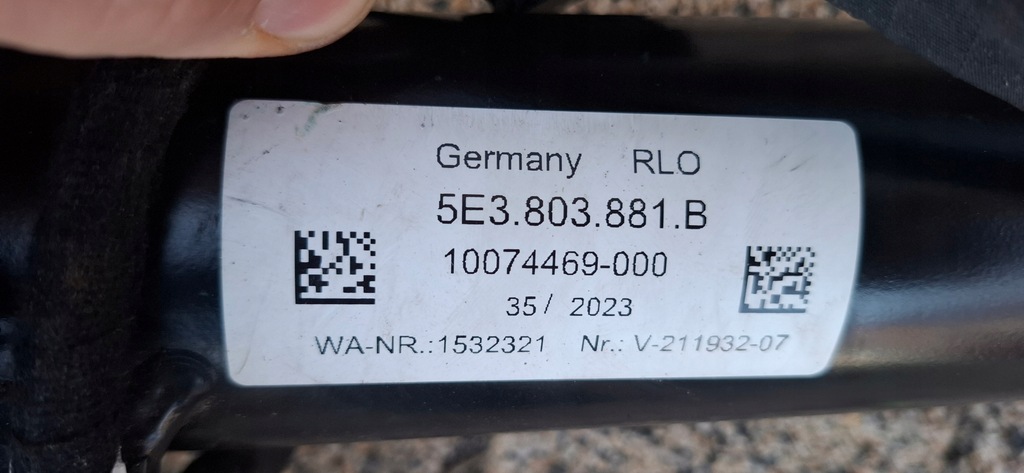 Germany RLO
5E3.803.881.B
10074469-000
35/ 2023
WA-NR.:1532321 Nr.: V-211932-07